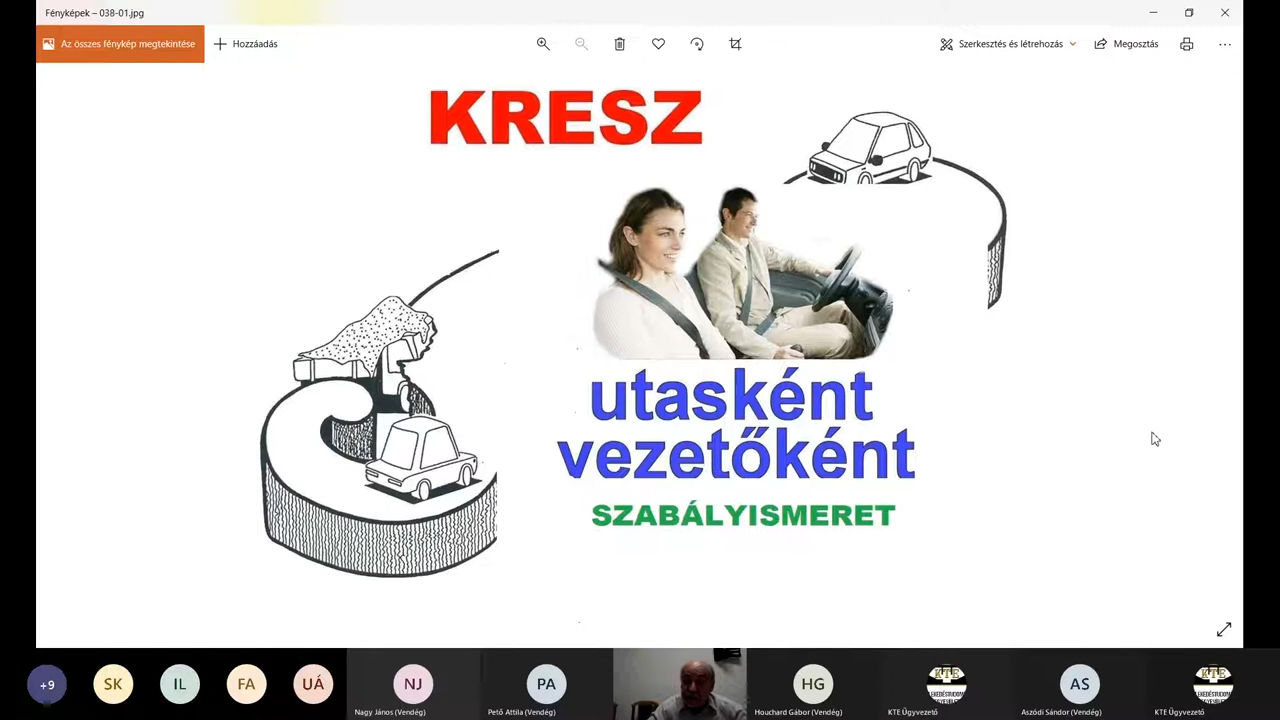 Fényképek – 038-01.jpg
Az összes fénykép megtekintése
Hozzáadás
Szerkesztés és létrehozás
Megosztás
KRESZ
utasként
vezetőként
SZABÁLYISMERET
+9
SK
IL
FA
UÁ
NJ
PA
HG
KTE
AS
KTE
Nagy János (Vendég)
Pető Attila (Vendég)
Houchard Gábor (Vendég)
KTE Ügyvezető
Aszódi Sándor (Vendég)
KTE Ügyvezető